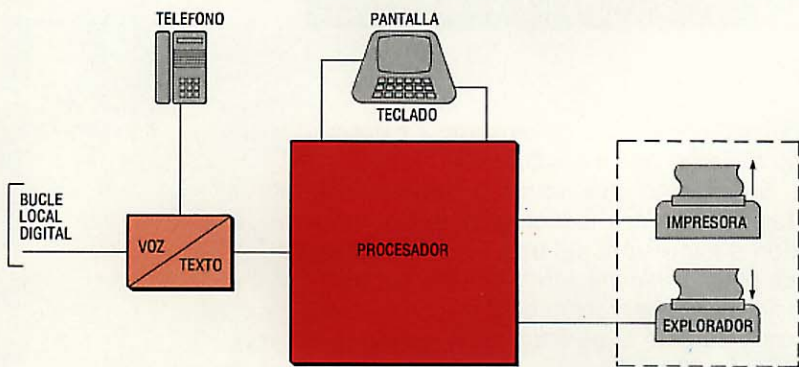 TELEFONO
PANTALLA
TECLADO
BUCLE
LOCAL
DIGITAL
VOZ
TEXTO
PROCESADOR
IMPRESORA
EXPLORADOR